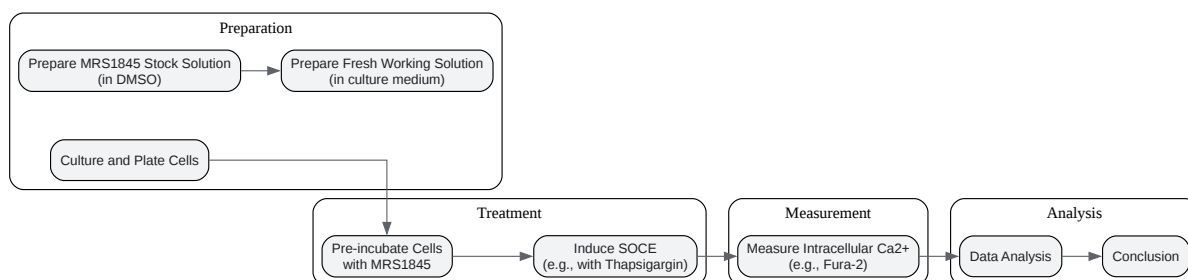 Preparation
Prepare MRS1845 Stock Solution
(in DMSO)
Prepare Fresh Working Solution
(in culture medium)
Culture and Plate Cells
Treatment
Pre-incubate Cells
with MRS1845
Induce SOCE
(e.g., with Thapsigargin)
Measurement
Measure Intracellular Ca2+
(e.g., Fura-2)
Analysis
Data Analysis
Conclusion